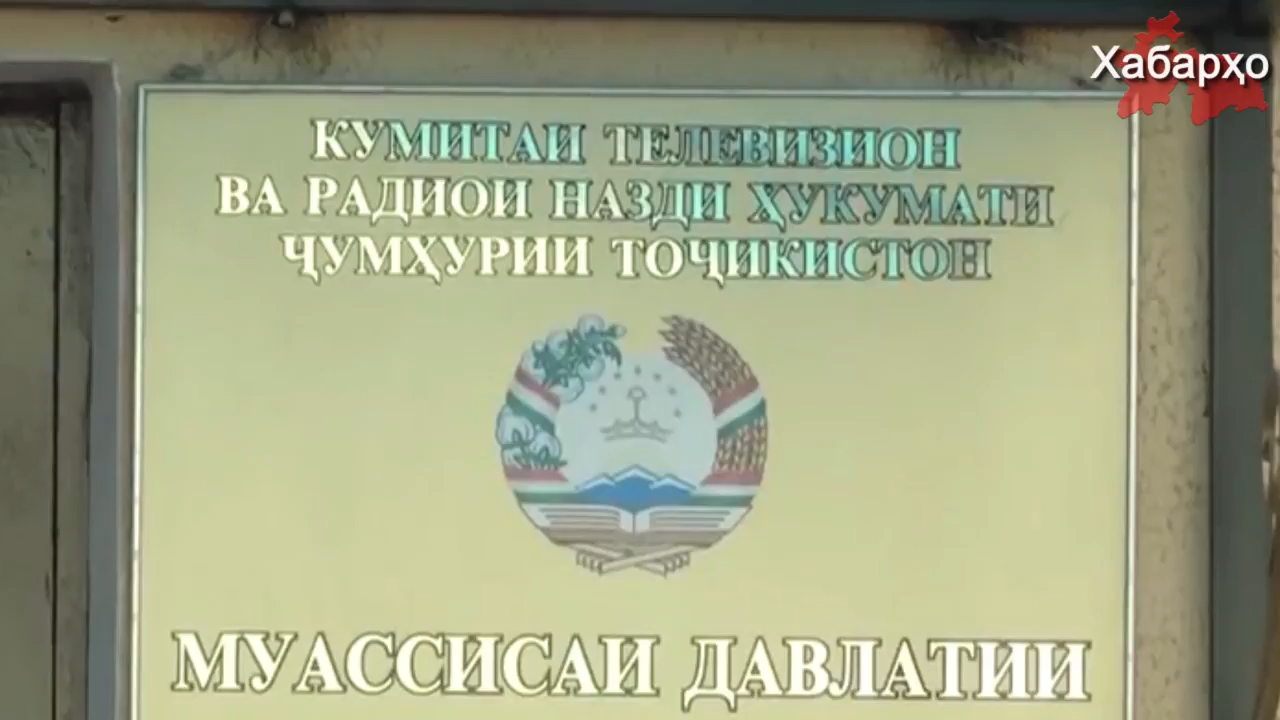 Хабарҳо
КУМИТАИ ТЕЛЕВИЗИОН
ВА РАДИОИ НАЗДИ ҲУКУМАТИ
ҶУМҲУРИИ ТОҶИКИСТОН
МУАССИСАИ ДАВЛАТИИ